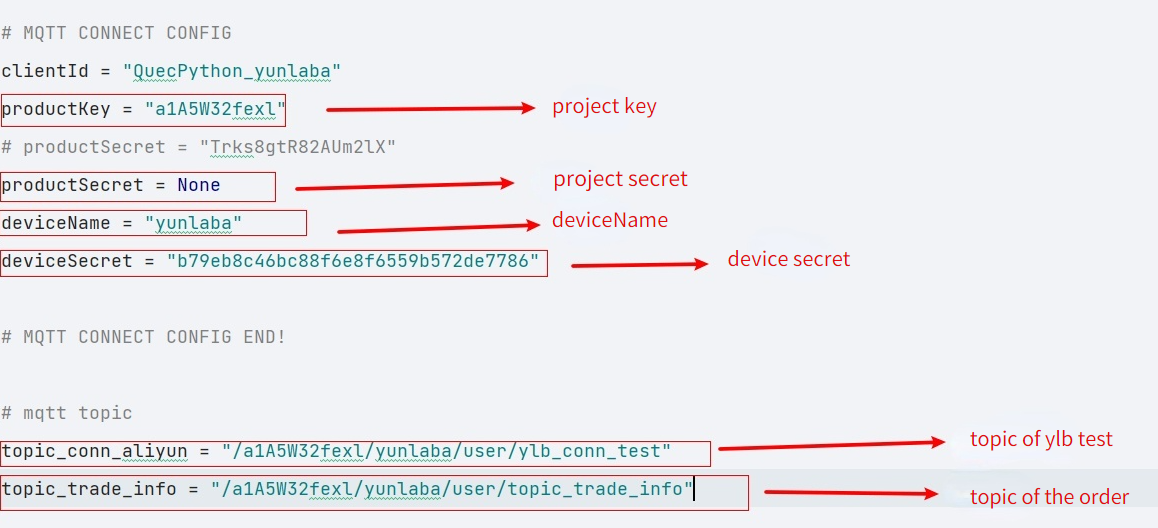 # MQTT CONNECT CONFIG
clientId = "QuecPython_yunlaba"
productKey = "a1A5W32fexl"
project key
# productSecret = "Trks8gtR82AUm2lX"
productSecret = None
project secret
deviceName = "yunlaba"
deviceName
deviceSecret = "b79eb8c46bc88f6e8f6559b572de7786"
device secret
# MQTT CONNECT CONFIG END!
# mqtt topic
topic_conn_aliyun = "/a1A5W32fexl/yunlaba/user/ylb_conn_test"
topic of ylb test
topic_trade_info = "/a1A5W32fexl/yunlaba/user/topic_trade_info"
topic of the order